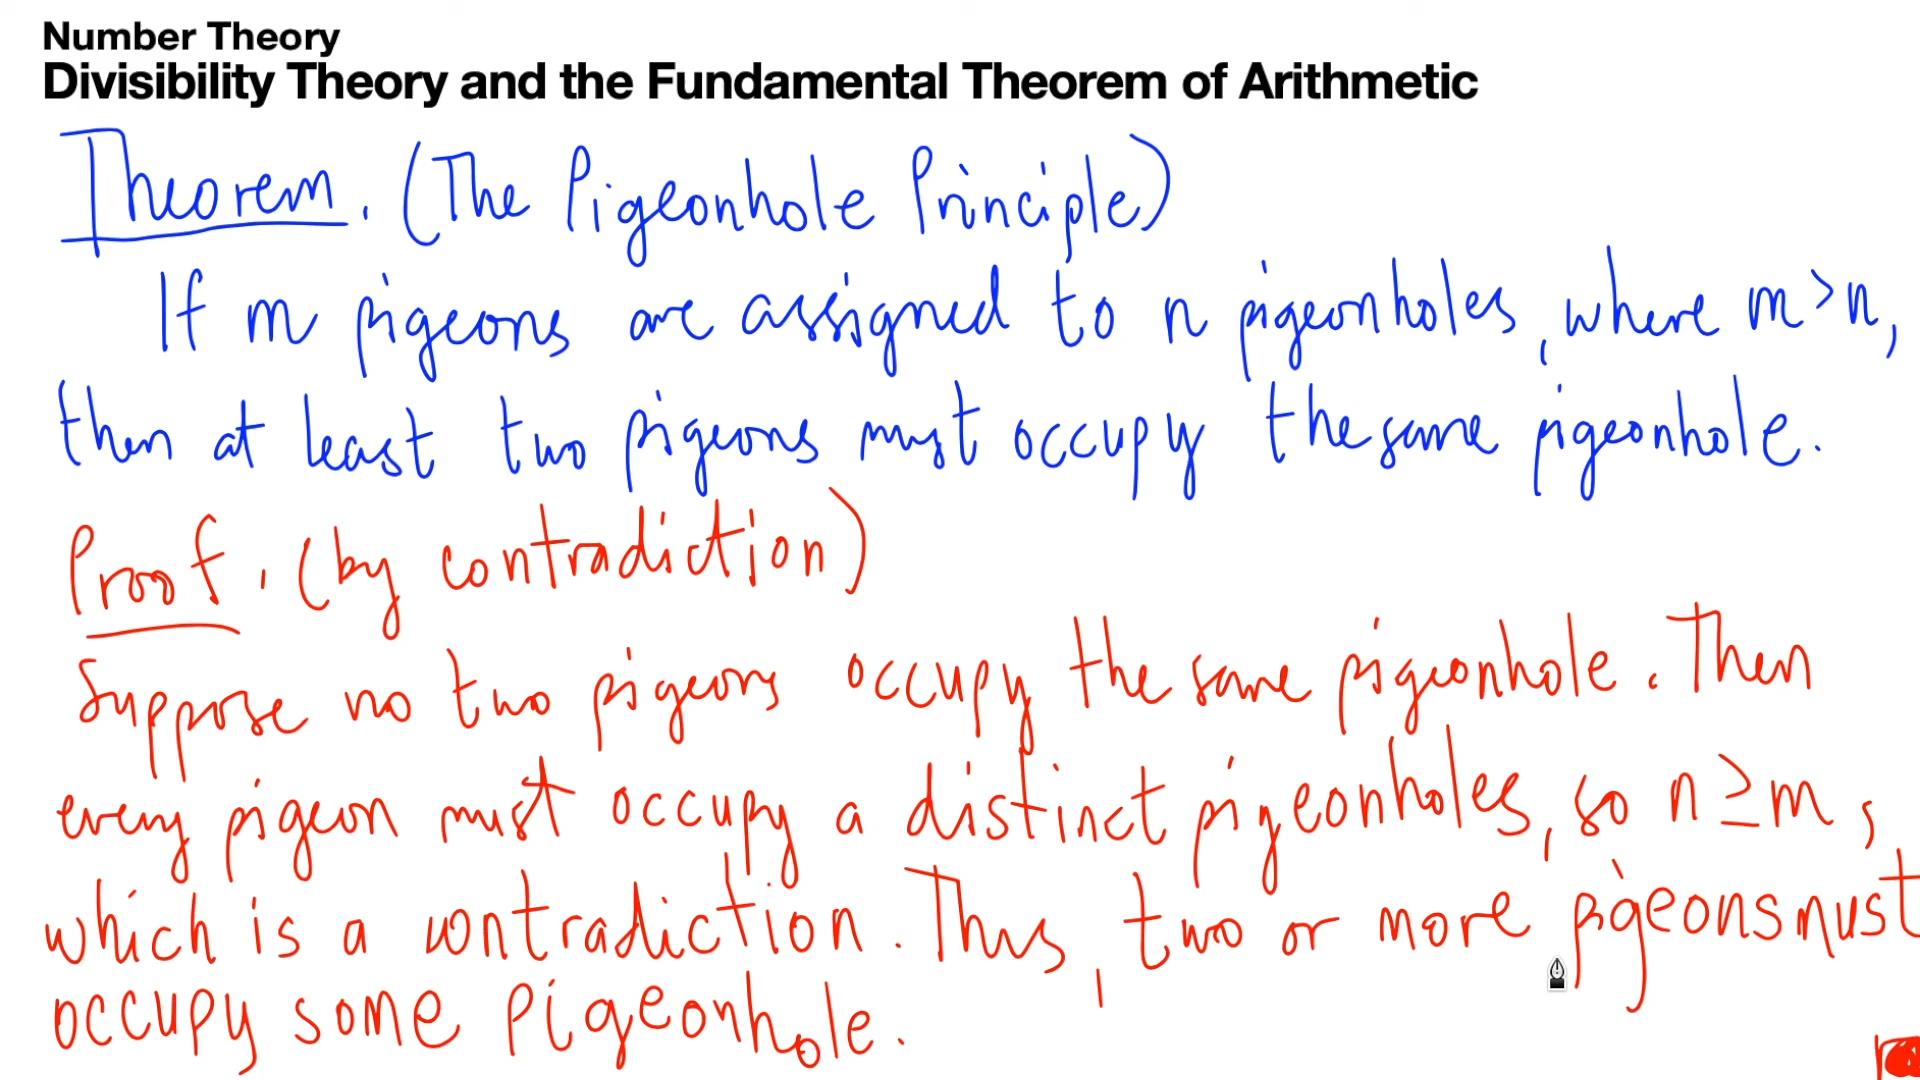 Number Theory
Divisibility Theory and the Fundamental Theorem of Arithmetic
Theorem. (The Pigeonhole Principle)
If m pigeons are assigned to n pigeonholes, where m > n,
then at least two pigeons must occupy the same pigeonhole.
Proof. (by contradiction)
Suppose no two pigeons occupy the same pigeonhole. Then
every pigeon must occupy a distinct pigeonholes, so n ≥ m,
which is a contradiction. Thus, two or more pigeons must
occupy some pigeonhole.